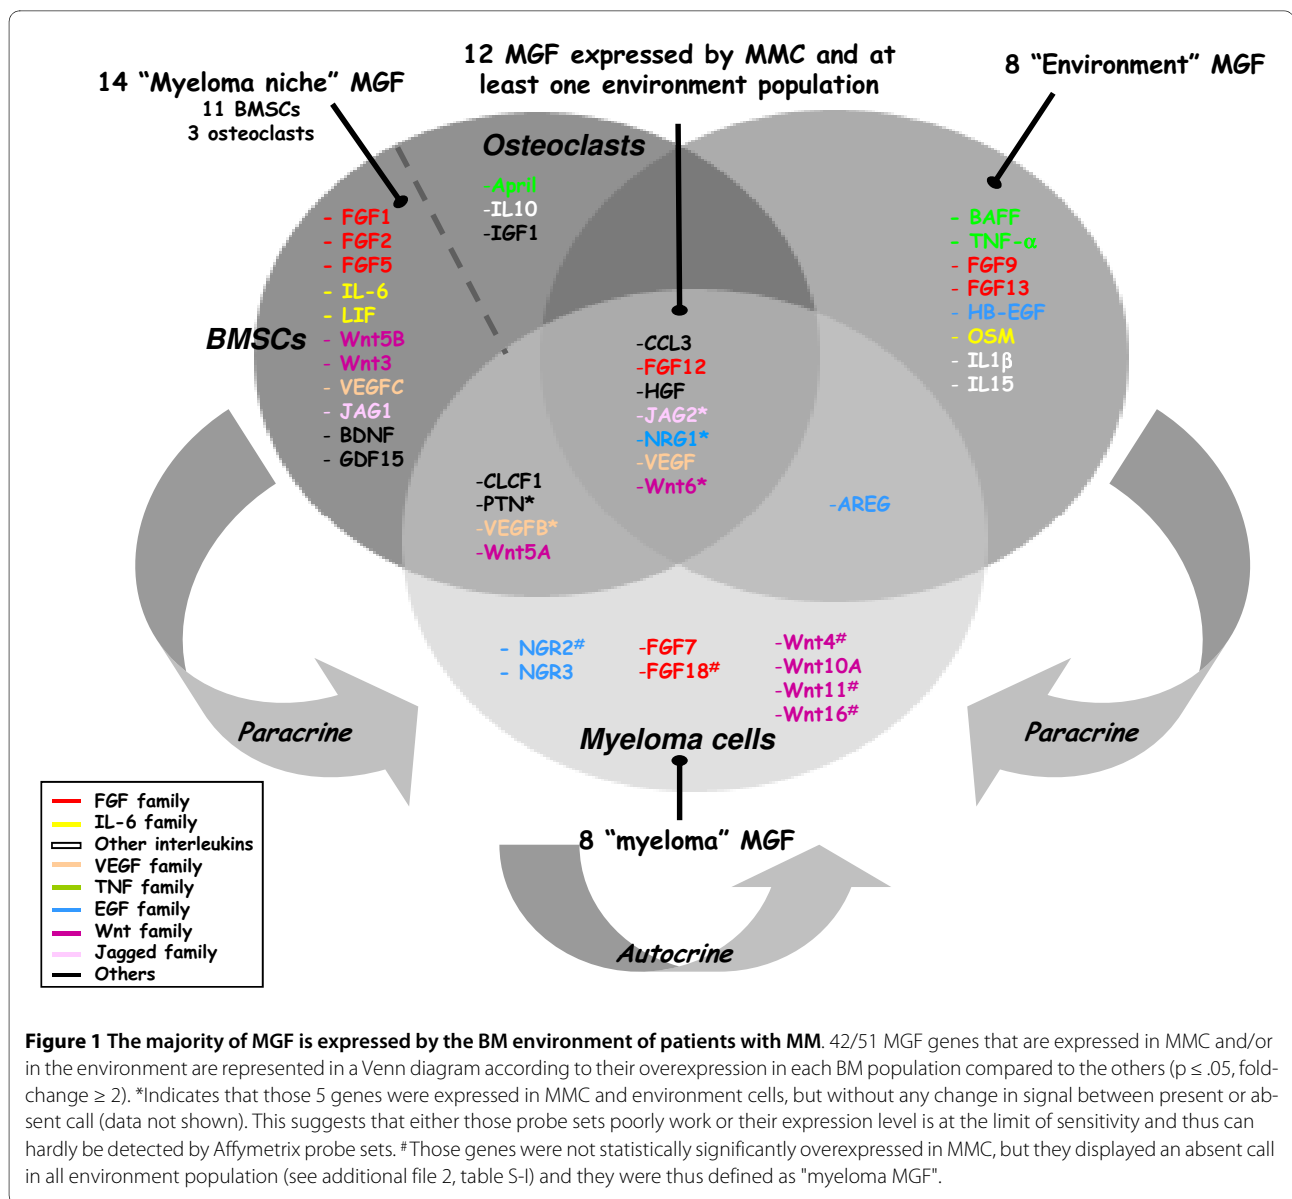 14 “Myeloma niche” MGF
11 BMSCs
3 osteoclasts
12 MGF expressed by MMC and at
least one environment population
8 “Environment” MGF
Osteoclasts
-April
-IL10
-IGF1
BMSCs
- FGF1
- FGF2
- FGF5
- IL-6
- LIF
- Wnt5B
- Wnt3
- VEGFC
- JAG1
- BDNF
- GDF15
- BAFF
- TNF-α
- FGF9
- FGF13
- HB-EGF
- OSM
- IL1β
- IL15
-CCL3
-FGF12
-HGF
-JAG2*
-NRG1*
-VEGF
-Wnt6*
-CLCF1
-PTN*
-VEGFB*
-Wnt5A
-AREG
- NGR2#
- NGR3
-FGF7
-FGF18#
-Wnt4#
-Wnt10A
-Wnt11#
-Wnt16#
Myeloma cells
Paracrine
Paracrine
8 “myeloma” MGF
Autocrine
FGF family
IL-6 family
Other interleukins
VEGF family
TNF family
EGF family
Wnt family
Jagged family
Others
Figure 1 The majority of MGF is expressed by the BM environment of patients with MM. 42/51 MGF genes that are expressed in MMC and/or
in the environment are represented in a Venn diagram according to their overexpression in each BM population compared to the others (p ≤ .05, fold-
change ≥ 2). *Indicates that those 5 genes were expressed in MMC and environment cells, but without any change in signal between present or ab-
sent call (data not shown). This suggests that either those probe sets poorly work or their expression level is at the limit of sensitivity and thus can
hardly be detected by Affymetrix probe sets. #Those genes were not statistically significantly overexpressed in MMC, but they displayed an absent call
in all environment population (see additional file 2, table S-I) and they were thus defined as "myeloma MGF".